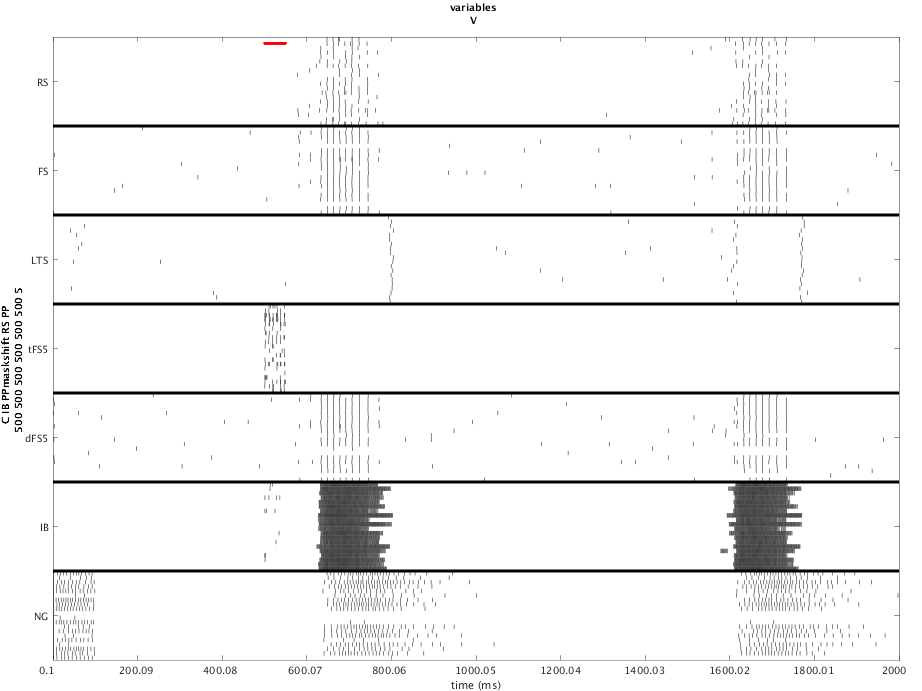 variables
V
RS
FS
LTS
tFS5
dFS5
IB
NG
C IB PPmaskshift RS PP
500 500 500 500 500 500 5
0.1 200.09 400.08 600.07 800.06 1000.05 1200.04 1400.03 1600.02 1800.01 2000
time (ms)